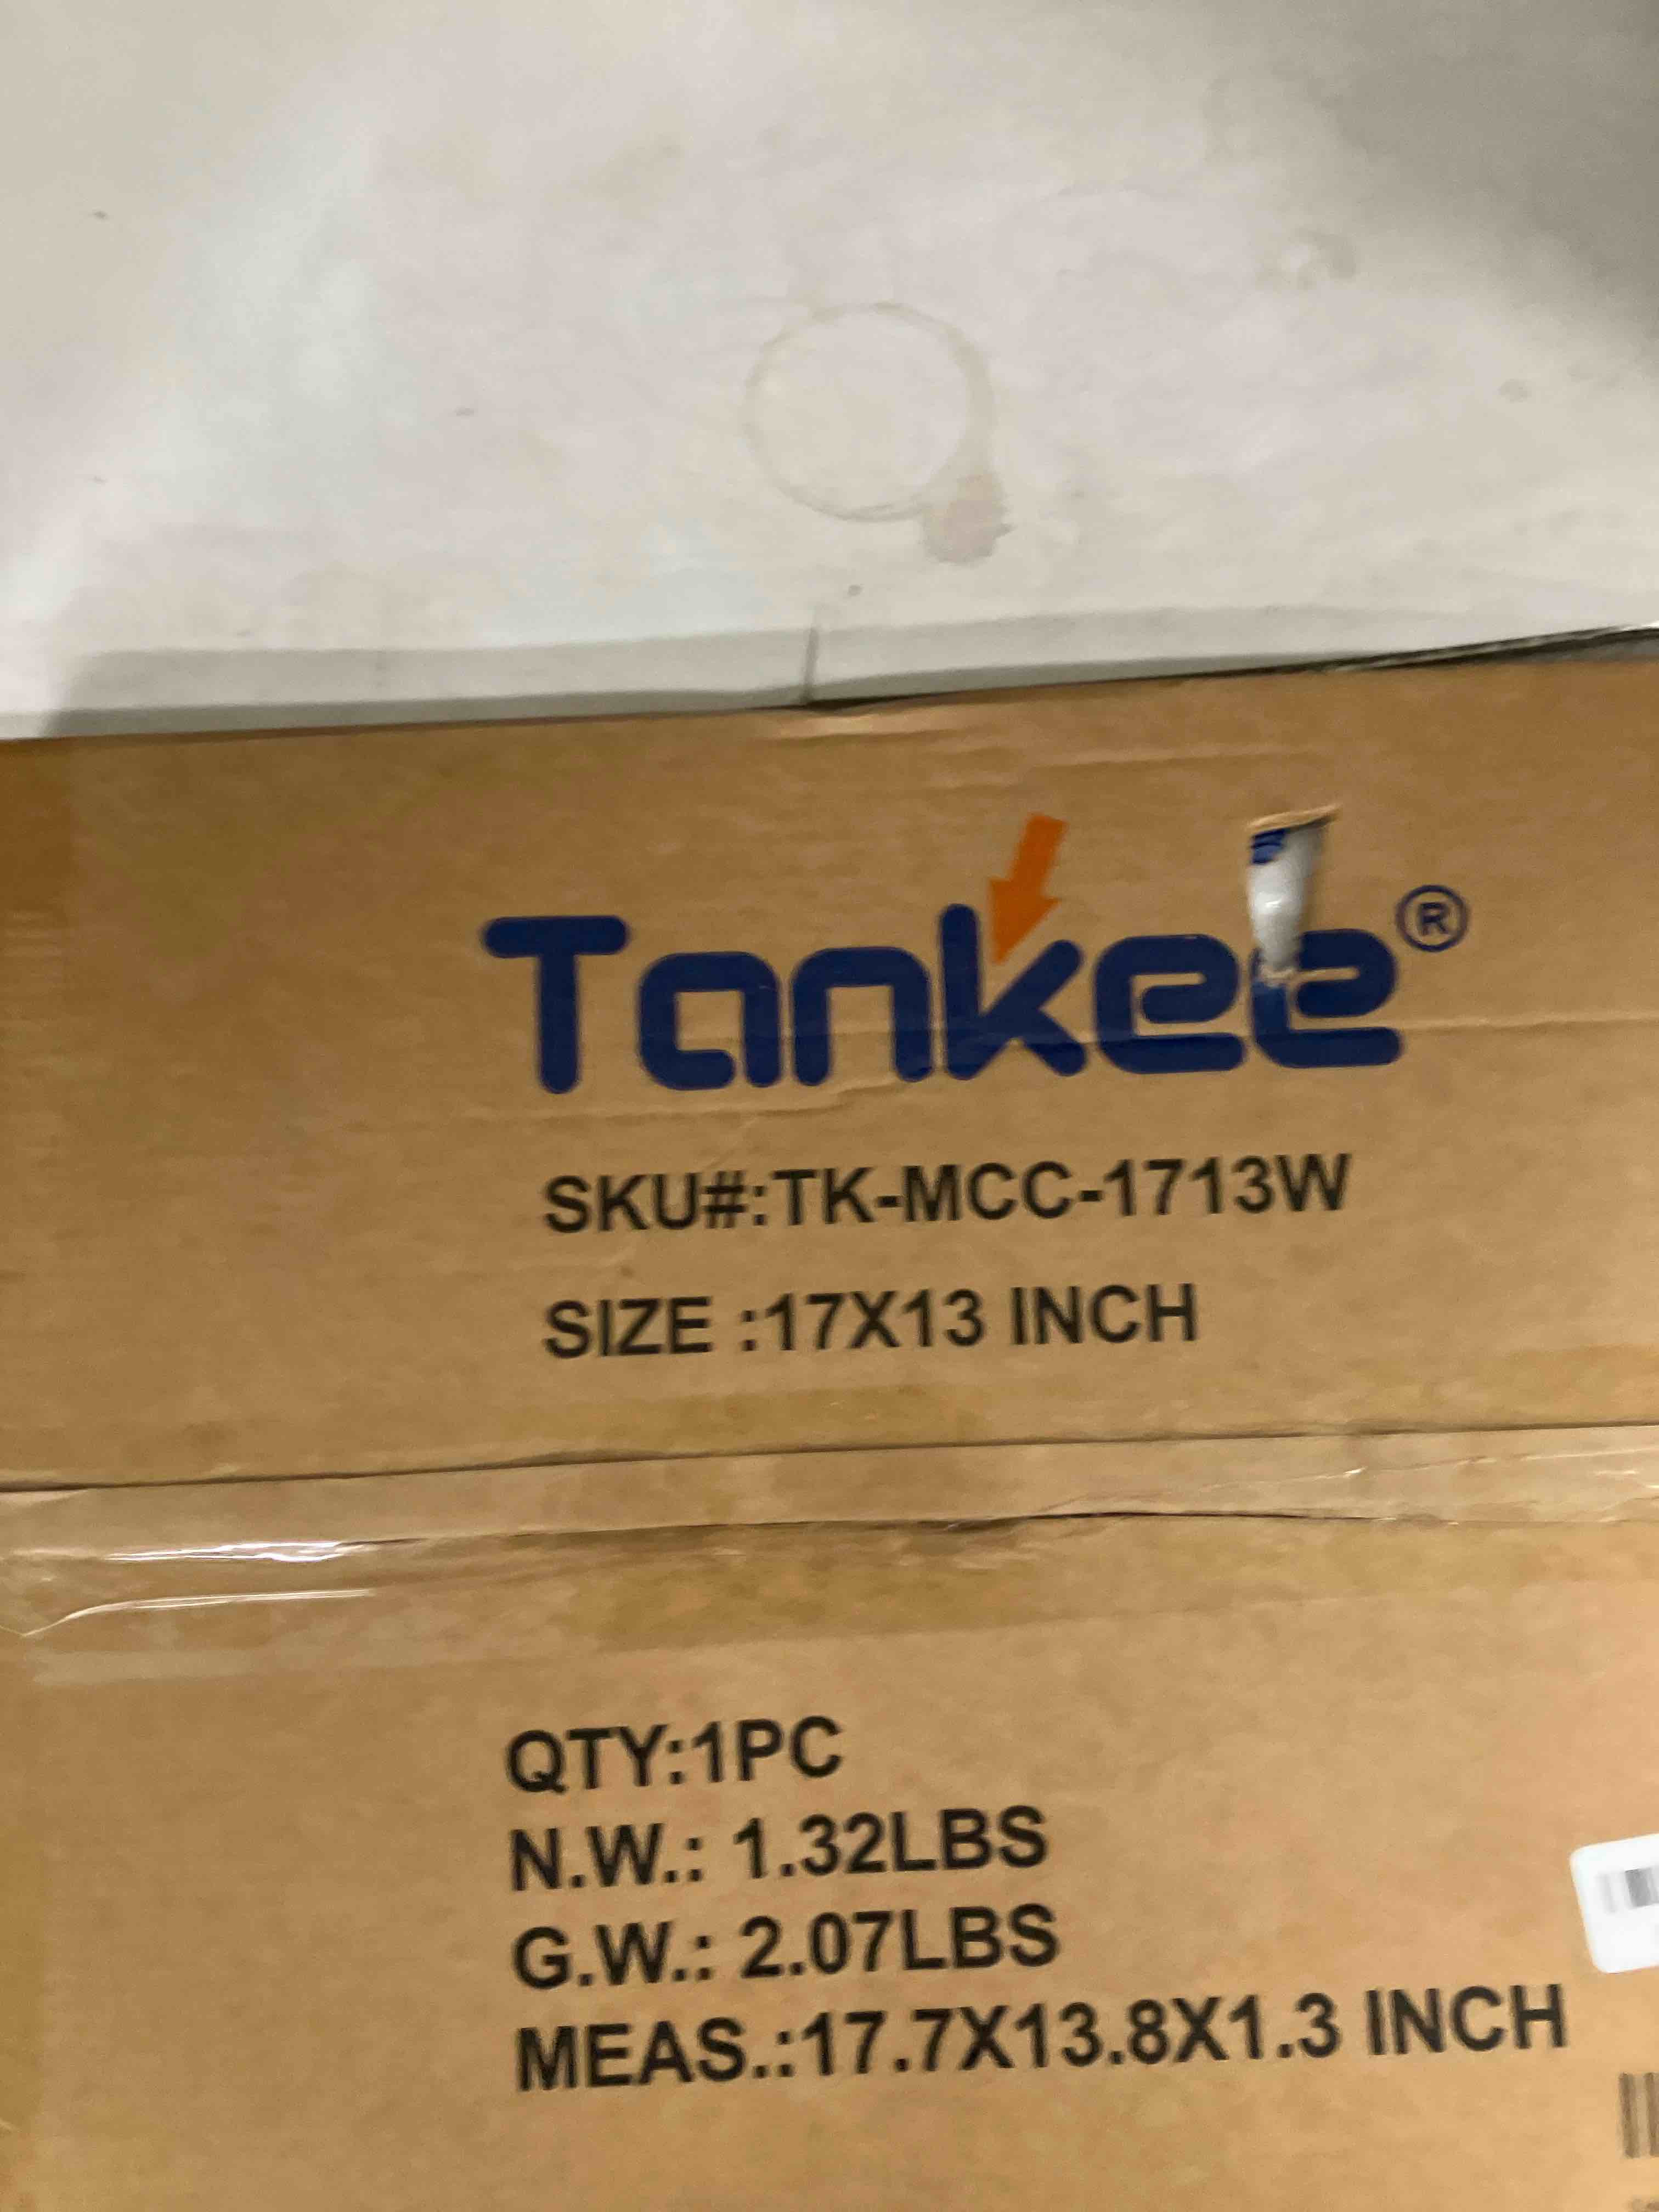 Tankee®
SKU#:TK-MCC-1713W
SIZE :17X13 INCH
QTY:1PC
N.W.: 1.32LBS
G.W.: 2.07LBS
MEAS.:17.7X13.8X1.3 INCH